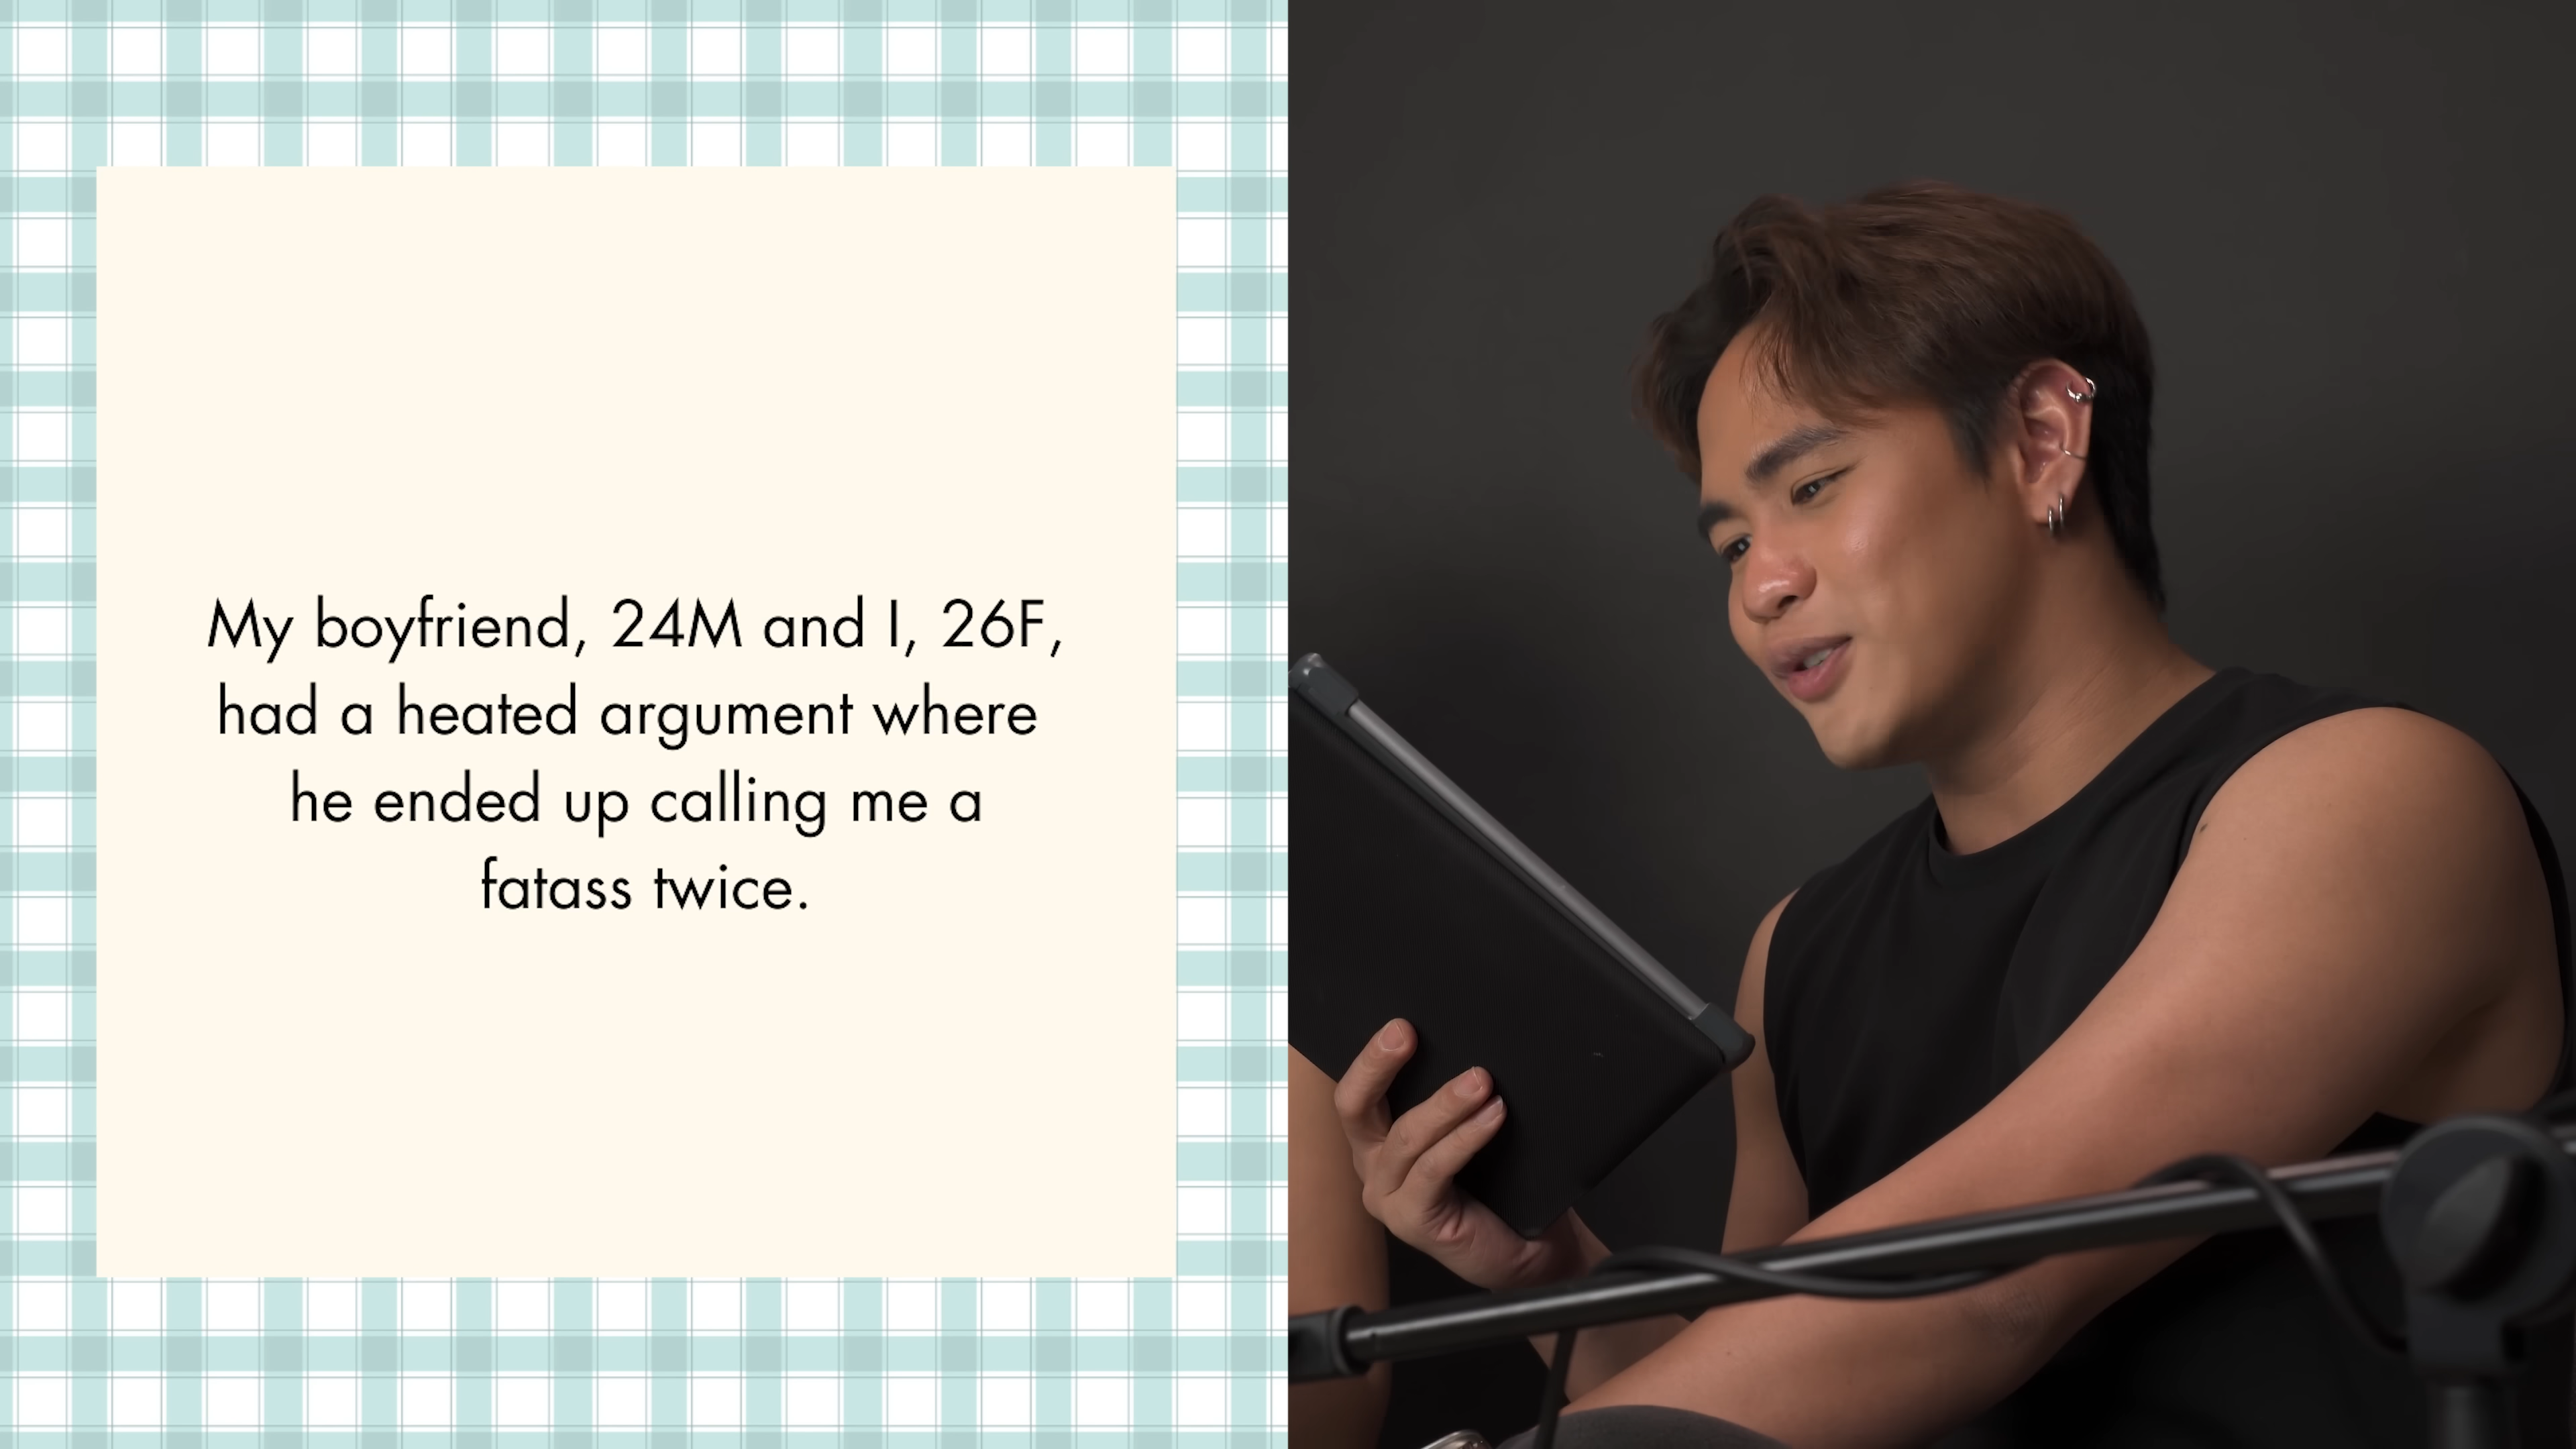 My boyfriend, 24M and I, 26F,
had a heated argument where
he ended up calling me a
fatass twice.